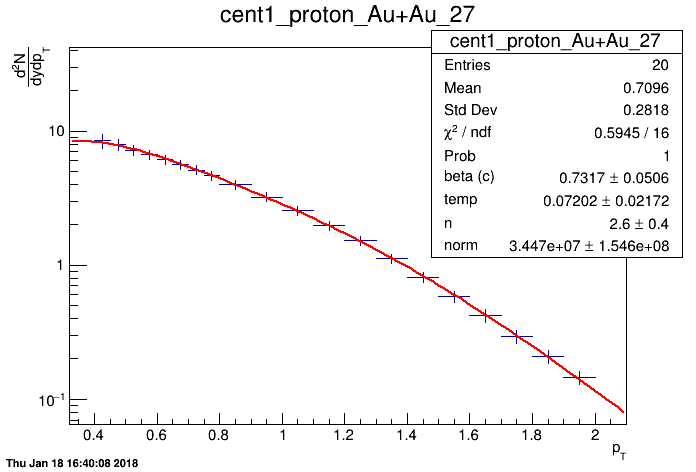 cent1_proton_Au+Au_27
cent1_proton_Au+Au_27
Entries 20
Mean 0.7096
Std Dev 0.2818
χ² / ndf 0.5945 / 16
Prob 1
beta (c) 0.7317 ± 0.0506
temp 0.07202 ± 0.02172
n 2.6 ± 0.4
norm 3.447e+07 ± 1.546e+08
d²N
dydp_T
10
1
10⁻¹
0.4 0.6 0.8 1 1.2 1.4 1.6 1.8 2
p_T
Thu Jan 18 16:40:08 2018